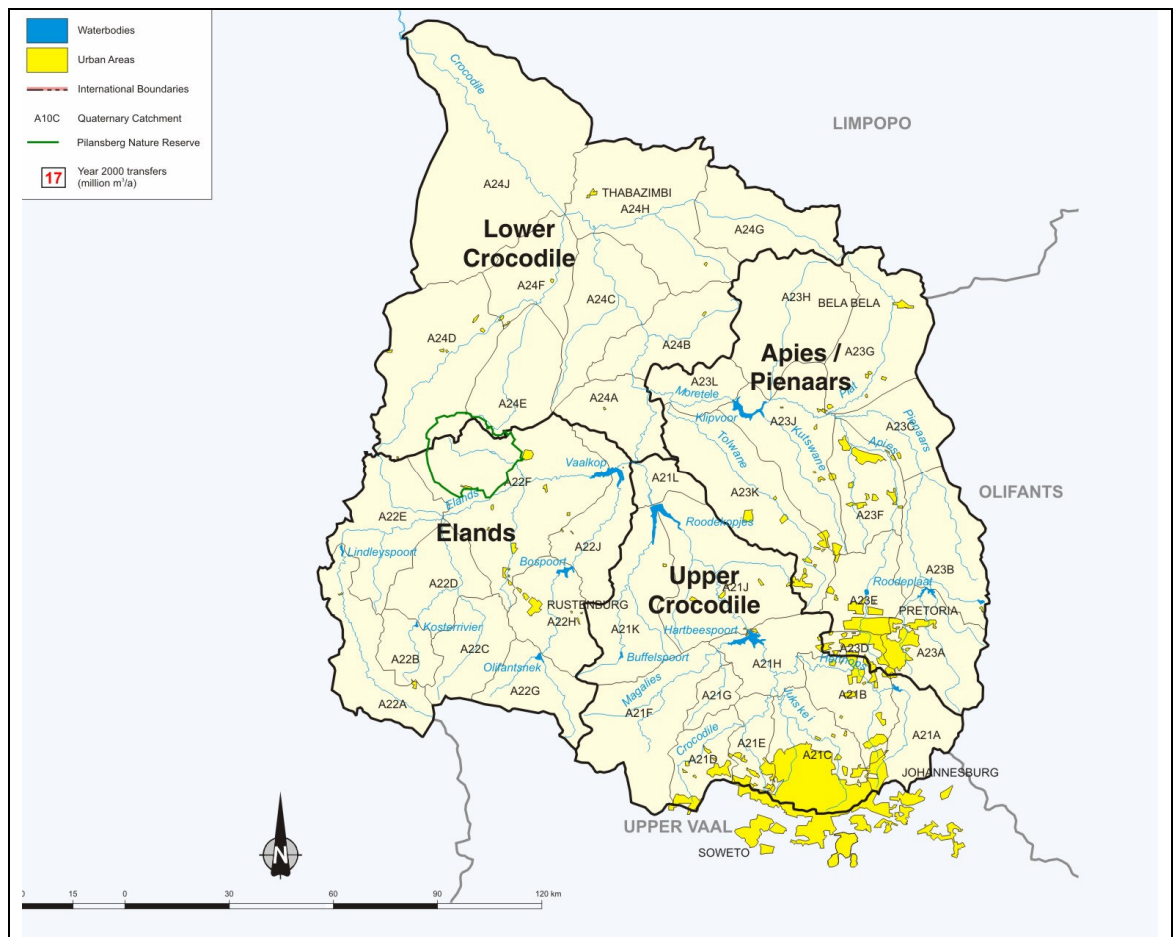 Waterbodies
Urban Areas
International Boundaries
A10C Quaternary Catchment
Pilansberg Nature Reserve
17 Year 2000 transfers
(million m³/a)
Crocodile
LIMPOPO
A24J
THABAZIMBI
A24H
Lower
Crocodile
A24G
A24F
A24C
A23H
BELA BELA
A24D
A24B
A23G
Apies /
Pienaars
A23L
Moretele
Plat
A24E
A24A
Klipvoor
A23J
Kutswane
Tolwane
A23C
Pienaars
Apies
Vaalkop
A21L
A22F
Elands
A23K
OLIFANTS
A22E
Elands
Roodekopjes
A23F
Lindleyspoort
A22J
Bospoort
Upper
Crocodile
A21J
A23B
Roodeplaat
A22D
A23E
RUSTENBURG
PRETORIA
A22H
Kosterrivier
A21K
Hartbeespoort
A23D
A23A
A22B
A22C
Olifantsnek
Buffelspoort
A21H
A22G
Magalies
A21G
Jukskei
A21B
A22A
A21F
Crocodile
A21E
A21A
A21D
A21C
JOHANNESBURG
UPPER VAAL
SOWETO
N
0 15 0 30 60 90 120 km